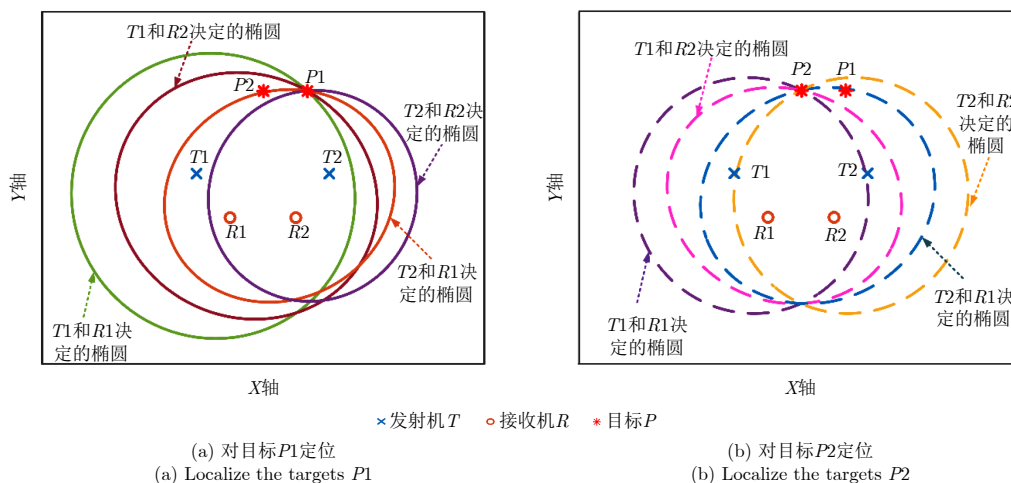 T1和R2决定的椭圆
P1
P2
T2和R2决
定的椭圆
T1
T2
Y轴
R1
R2
T2和R1决
定的椭圆
T1和R1决
定的椭圆
X轴
T1和R2决定的椭圆
P2
P1
T2和R2
决定的
椭圆
T1
T2
Y轴
R1
R2
T2和R1决
定的椭圆
T1和R1决
定的椭圆
X轴
发射机T 接收机R 目标P
(a) 对目标P1定位
(a) Localize the targets P1
(b) 对目标P2定位
(b) Localize the targets P2